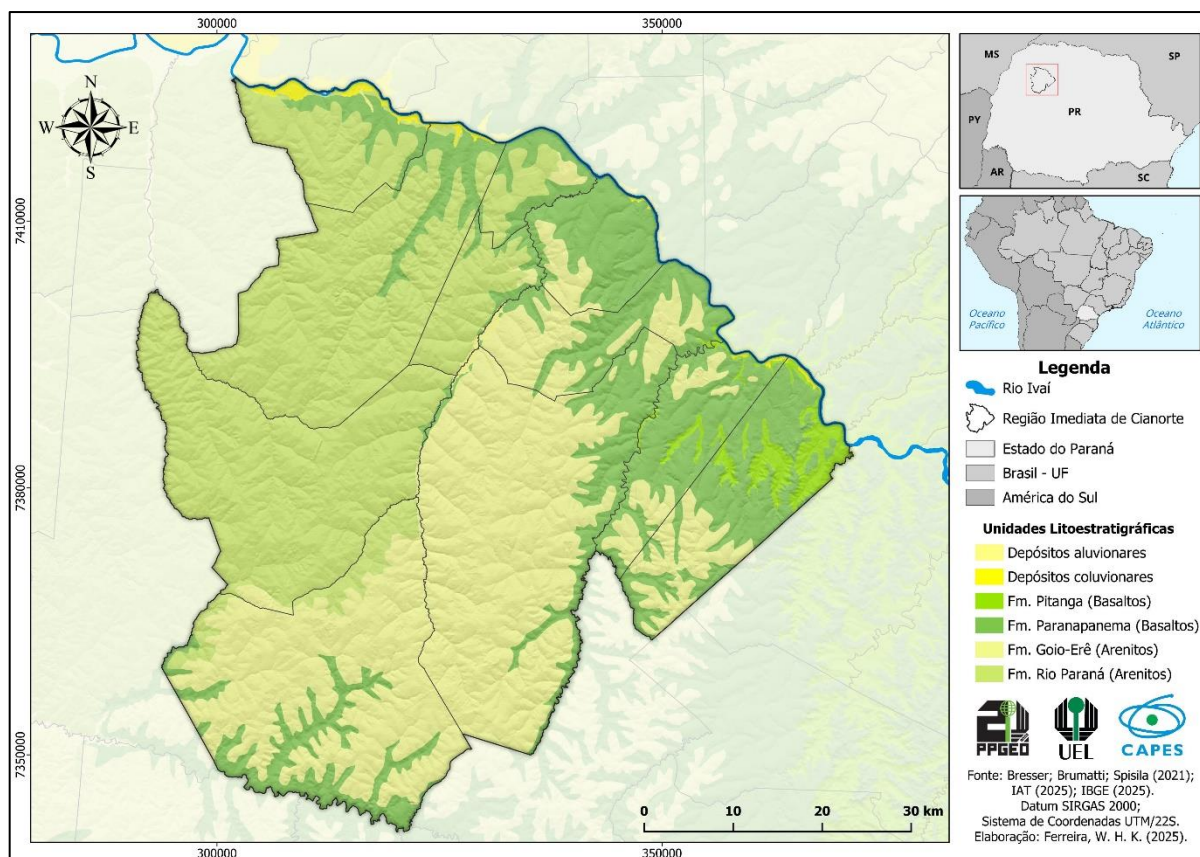 300000
350000
N
W
E
S
7410000
7380000
7350000
0
10
20
30 km
300000
350000
MS
SP
PY
PR
AR
SC
Oceano
Pacífico
Oceano
Atlântico
Legenda
Rio Ivaí
Região Imediata de Cianorte
Estado do Paraná
Brasil - UF
América do Sul
Unidades Litoestratigráficas
Depósitos aluvionares
Depósitos coluvionares
Fm. Pitanga (Basaltos)
Fm. Paranapanema (Basaltos)
Fm. Goio-Erê (Arenitos)
Fm. Rio Paraná (Arenitos)
PPGEO
UEL
CAPES
Fonte: Bresser; Brumatti; Spisila (2021);
IAT (2025); IBGE (2025).
Datum SIRGAS 2000;
Sistema de Coordenadas UTM/22S.
Elaboração: Ferreira, W. H. K. (2025).